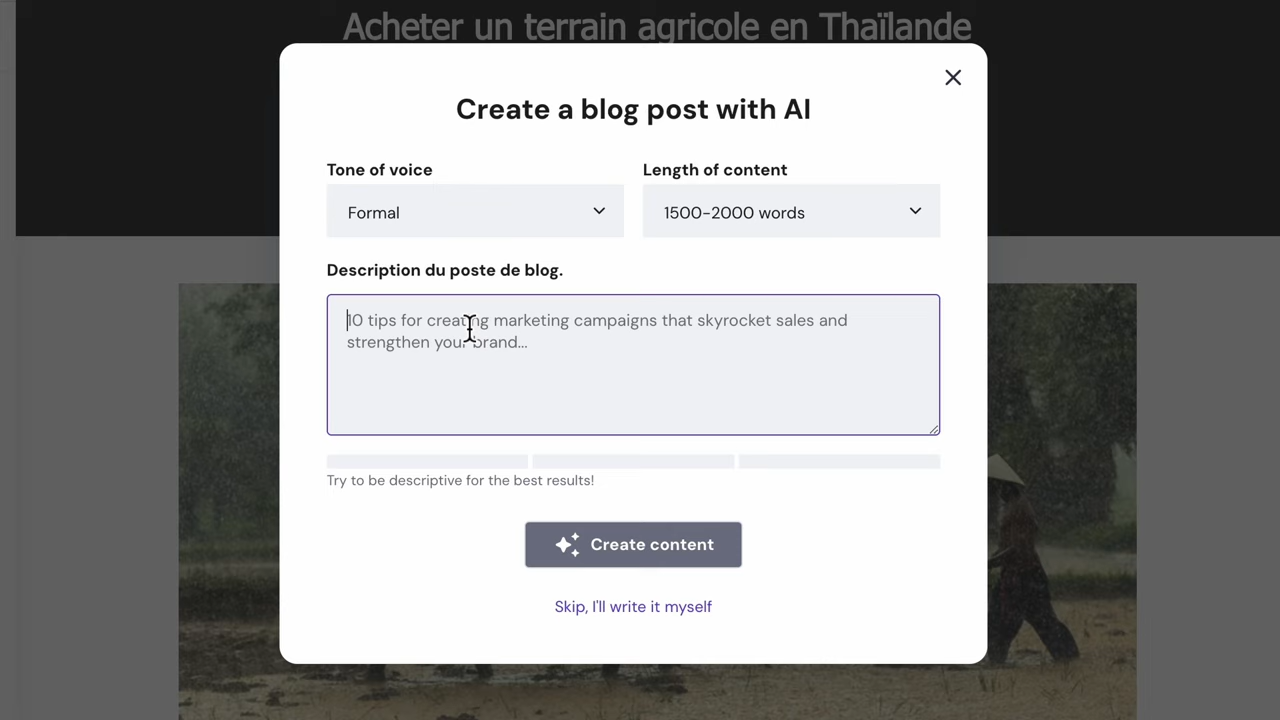 Acheter un terrain agricole en Thaïlande
Create a blog post with AI
Tone of voice
Length of content
Formal
1500-2000 words
Description du poste de blog.
10 tips for creating marketing campaigns that skyrocket sales and
strengthen your brand...
Try to be descriptive for the best results!
Create content
Skip, I'll write it myself